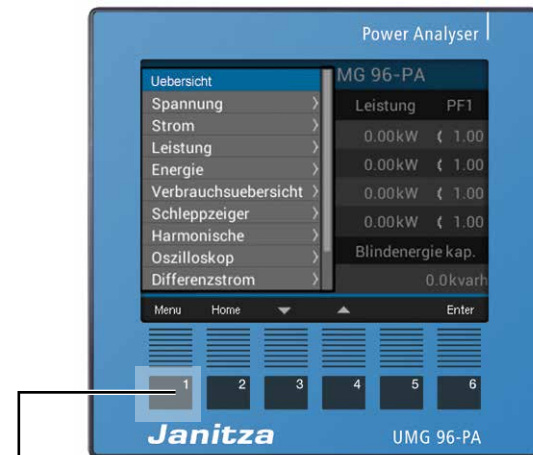 Power Analyser
Uebersicht
MG 96-PA
Spannung
Leistung PF1
Strom
0.00kW 1.00
Leistung
Energie
0.00kW 1.00
Verbrauchsuebersicht
0.00kW 1.00
Schleppzeiger
0.00kW 1.00
Harmonische
Oszilloskop
Blindenergie kap.
Differenzstrom
0.0kvarh
Menu Home Enter
1 2 3 4 5 6
Janitza UMG 96-PA